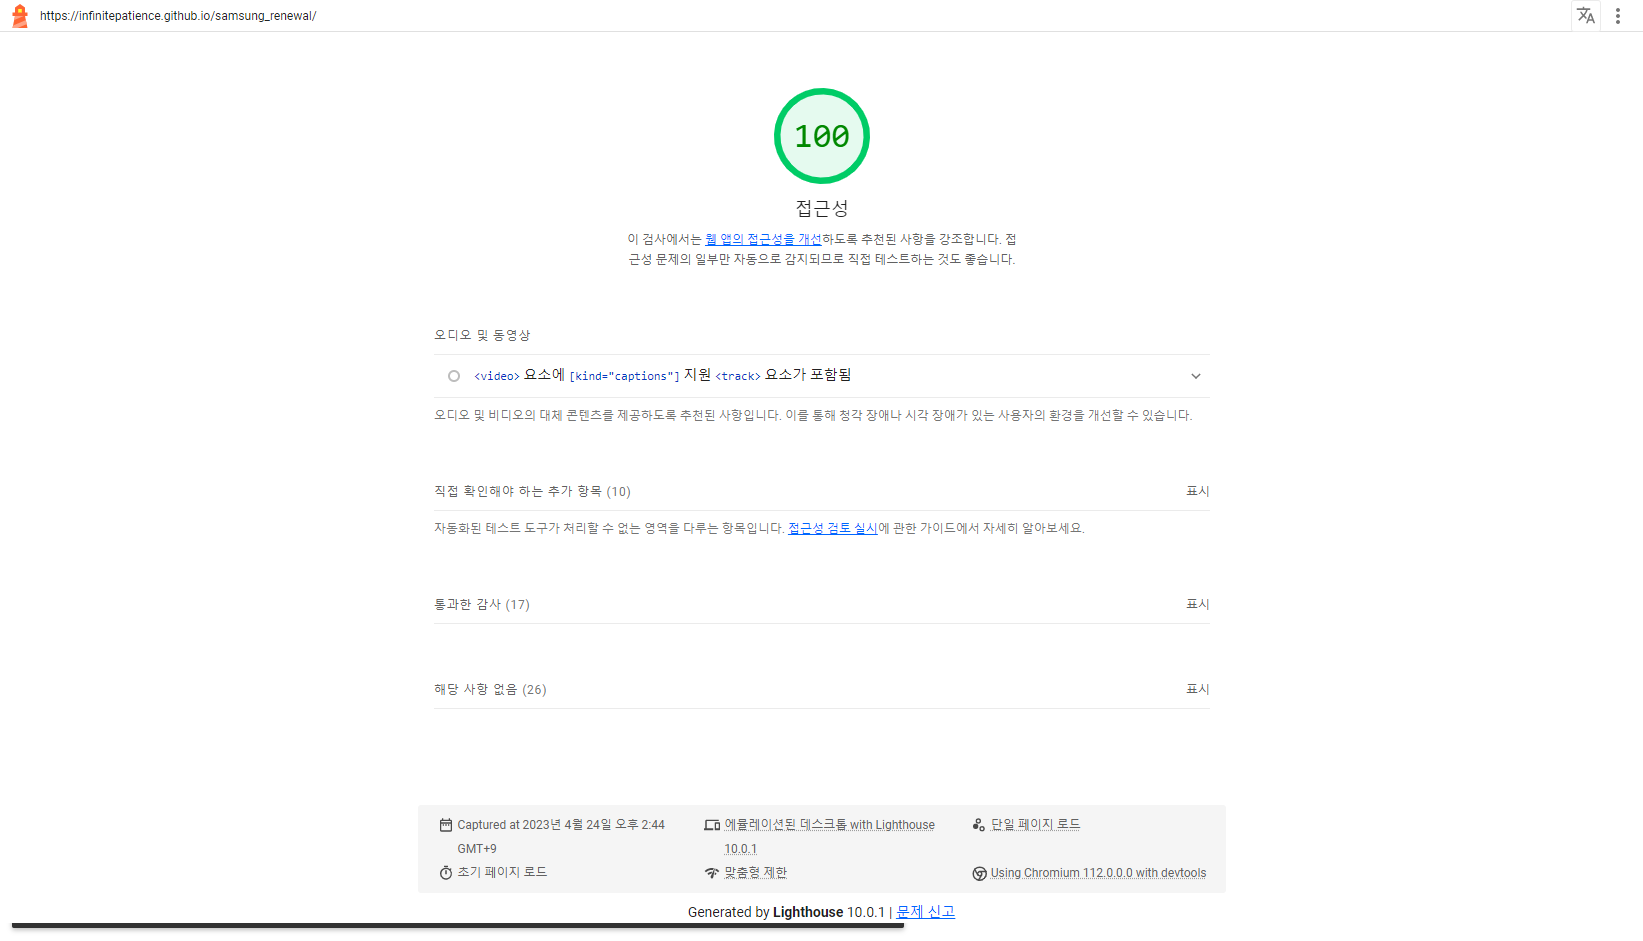 https://infinitepatience.github.io/samsung_renewal/
100
접근성
이 검사에서는 웹 앱의 접근성을 개선하도록 추천된 사항을 강조합니다. 접
근성 문제의 일부만 자동으로 감지되므로 직접 테스트하는 것도 좋습니다.
오디오 및 동영상
<video> 요소에 [kind="captions"] 지원 <track> 요소가 포함됨
오디오 및 비디오의 대체 콘텐츠를 제공하도록 추천된 사항입니다. 이를 통해 청각 장애나 시각 장애가 있는 사용자의 환경을 개선할 수 있습니다.
직접 확인해야 하는 추가 항목 (10) 표시
자동화된 테스트 도구가 처리할 수 없는 영역을 다루는 항목입니다. 접근성 검토 실시에 관한 가이드에서 자세히 알아보세요.
통과한 감사 (17) 표시
해당 사항 없음 (26) 표시
Captured at 2023년 4월 24일 오후 2:44
GMT+9
에뮬레이션된 데스크톱 with Lighthouse
10.0.1
단일 페이지 로드
초기 페이지 로드
맞춤형 제한
Using Chromium 112.0.0.0 with devtools
Generated by Lighthouse 10.0.1 | 문제 신고